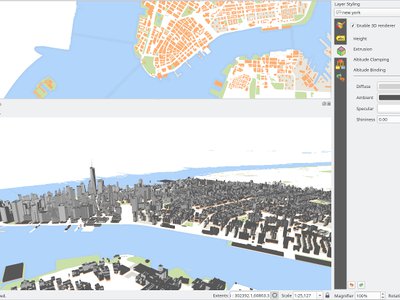 Layer Styling
new york
Enable 3D renderer
Height
Extrusion
Altitude Clamping
Altitude Binding
Diffuse
Ambient
Specular
Shininess 0.00
Scale 1:25,127
Magnifier 100%